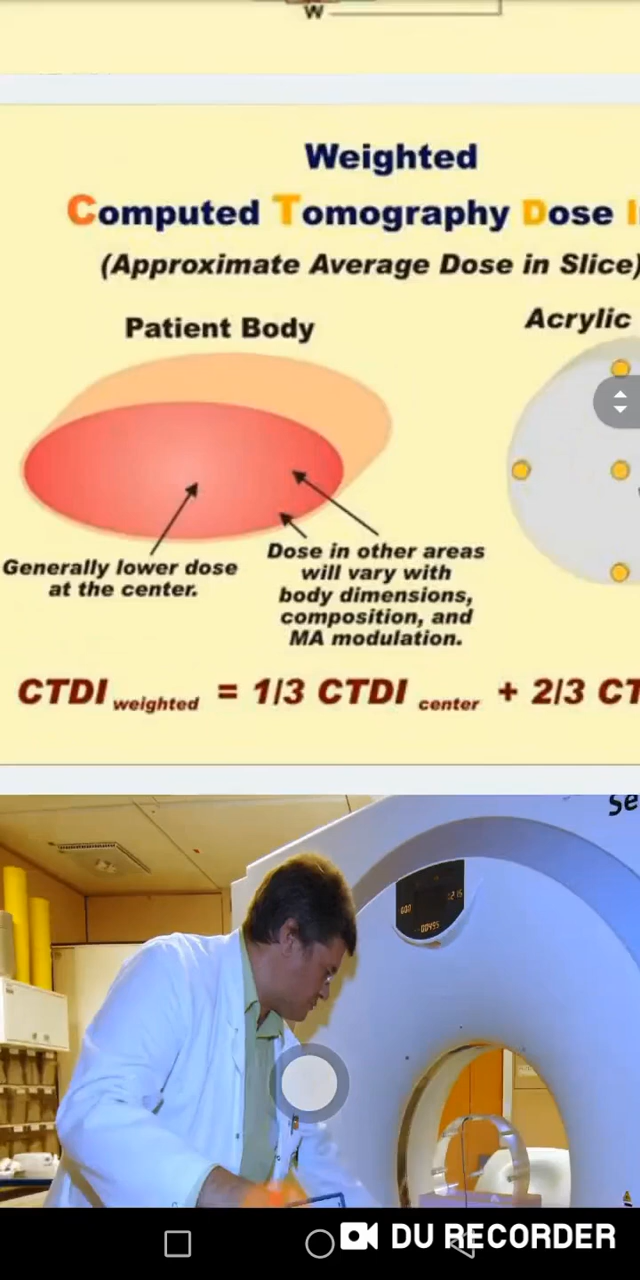 W
Weighted
Computed Tomography Dose I
(Approximate Average Dose in Slice)
Patient Body
Acrylic
Generally lower dose
at the center.
Dose in other areas
will vary with
body dimensions,
composition, and
MA modulation.
CTDI weighted = 1/3 CTDI center + 2/3 CT
Se
DU RECORDER